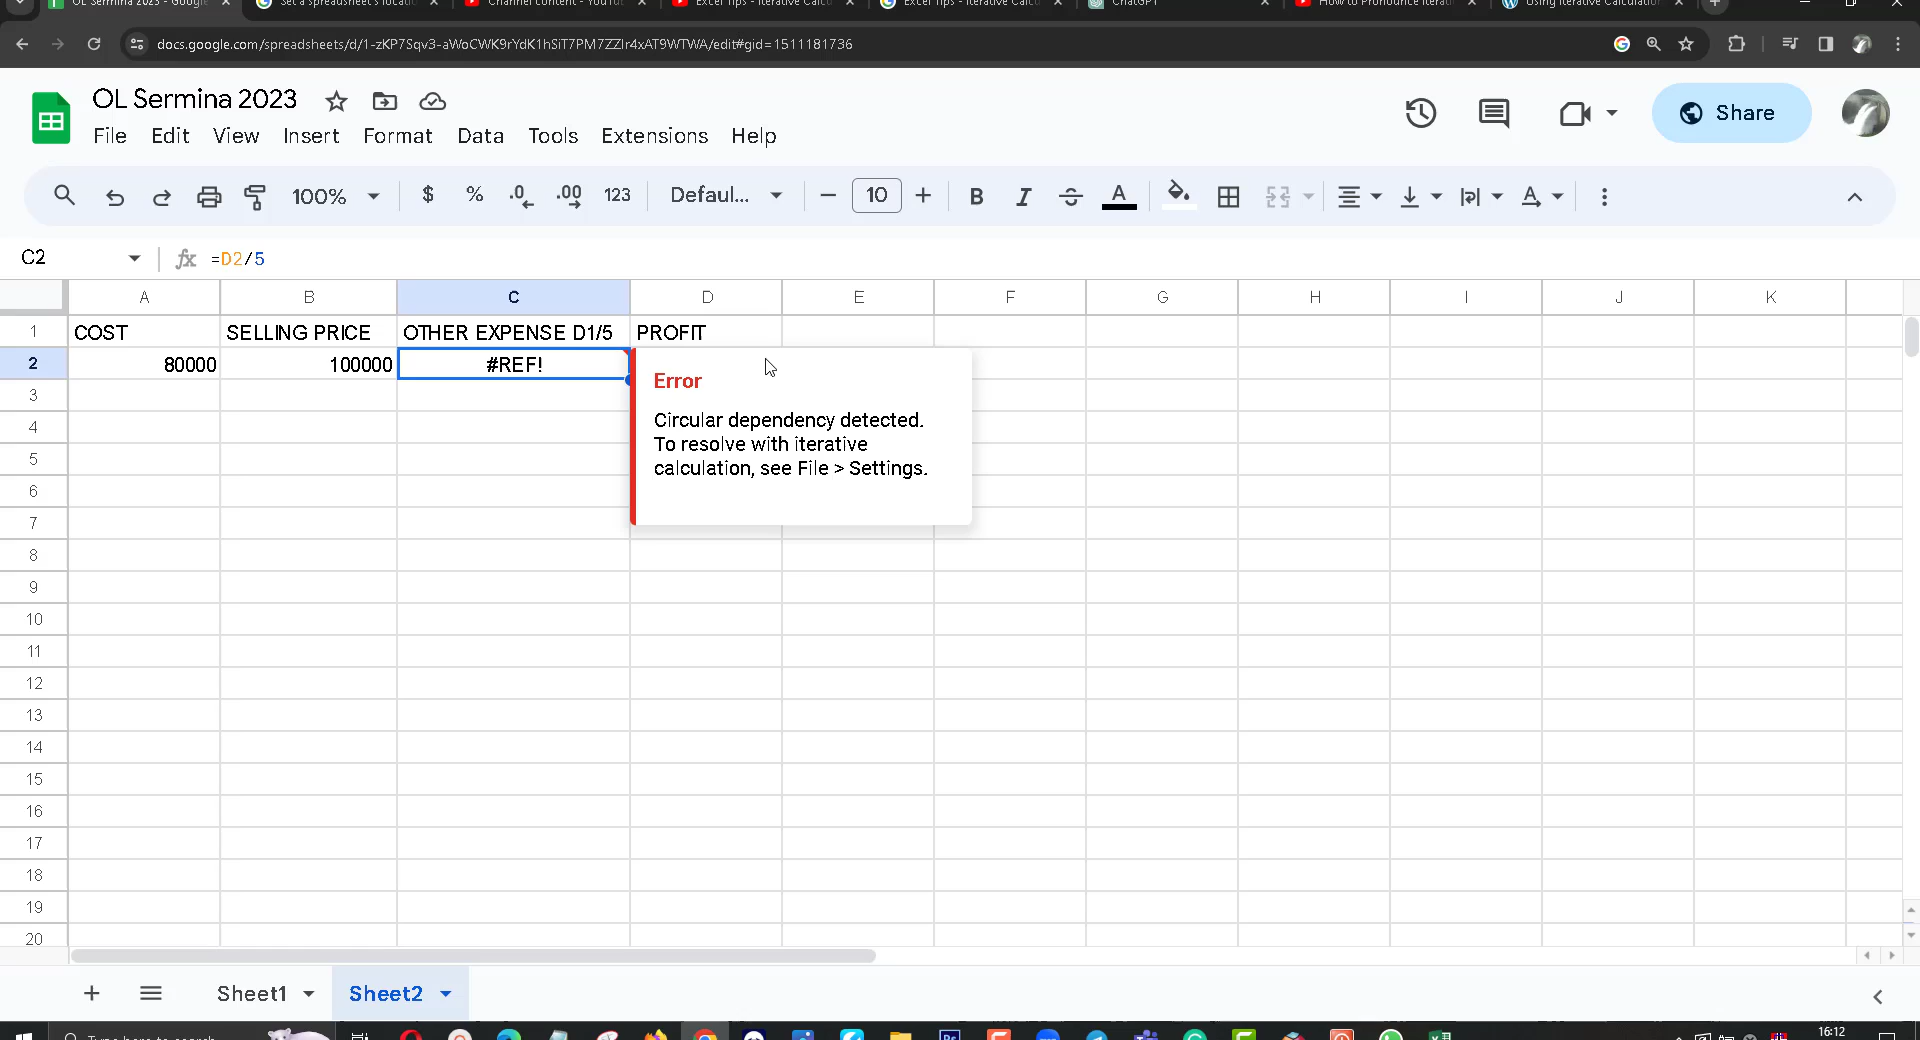 docs.google.com/spreadsheets/d/1-zKP7Sqv3-aWoCWK9rYdK1hSiT7PM7ZZIr4xAT9WTWA/edit#gid=1511181736
OL Sermina 2023
File Edit View Insert Format Data Tools Extensions Help
Share
100% $ % .0 .00 123 Defaul... 10 B I S A A
C2 fx =D2/5
A B C D E F G H I J K
1 COST SELLING PRICE OTHER EXPENSE D1/5 PROFIT
2 80000 100000 #REF!
Error
3
4 Circular dependency detected.
To resolve with iterative
5 calculation, see File > Settings.
6
7
8
9
10
11
12
13
14
15
16
17
18
19
20
Sheet1 Sheet2
16:12